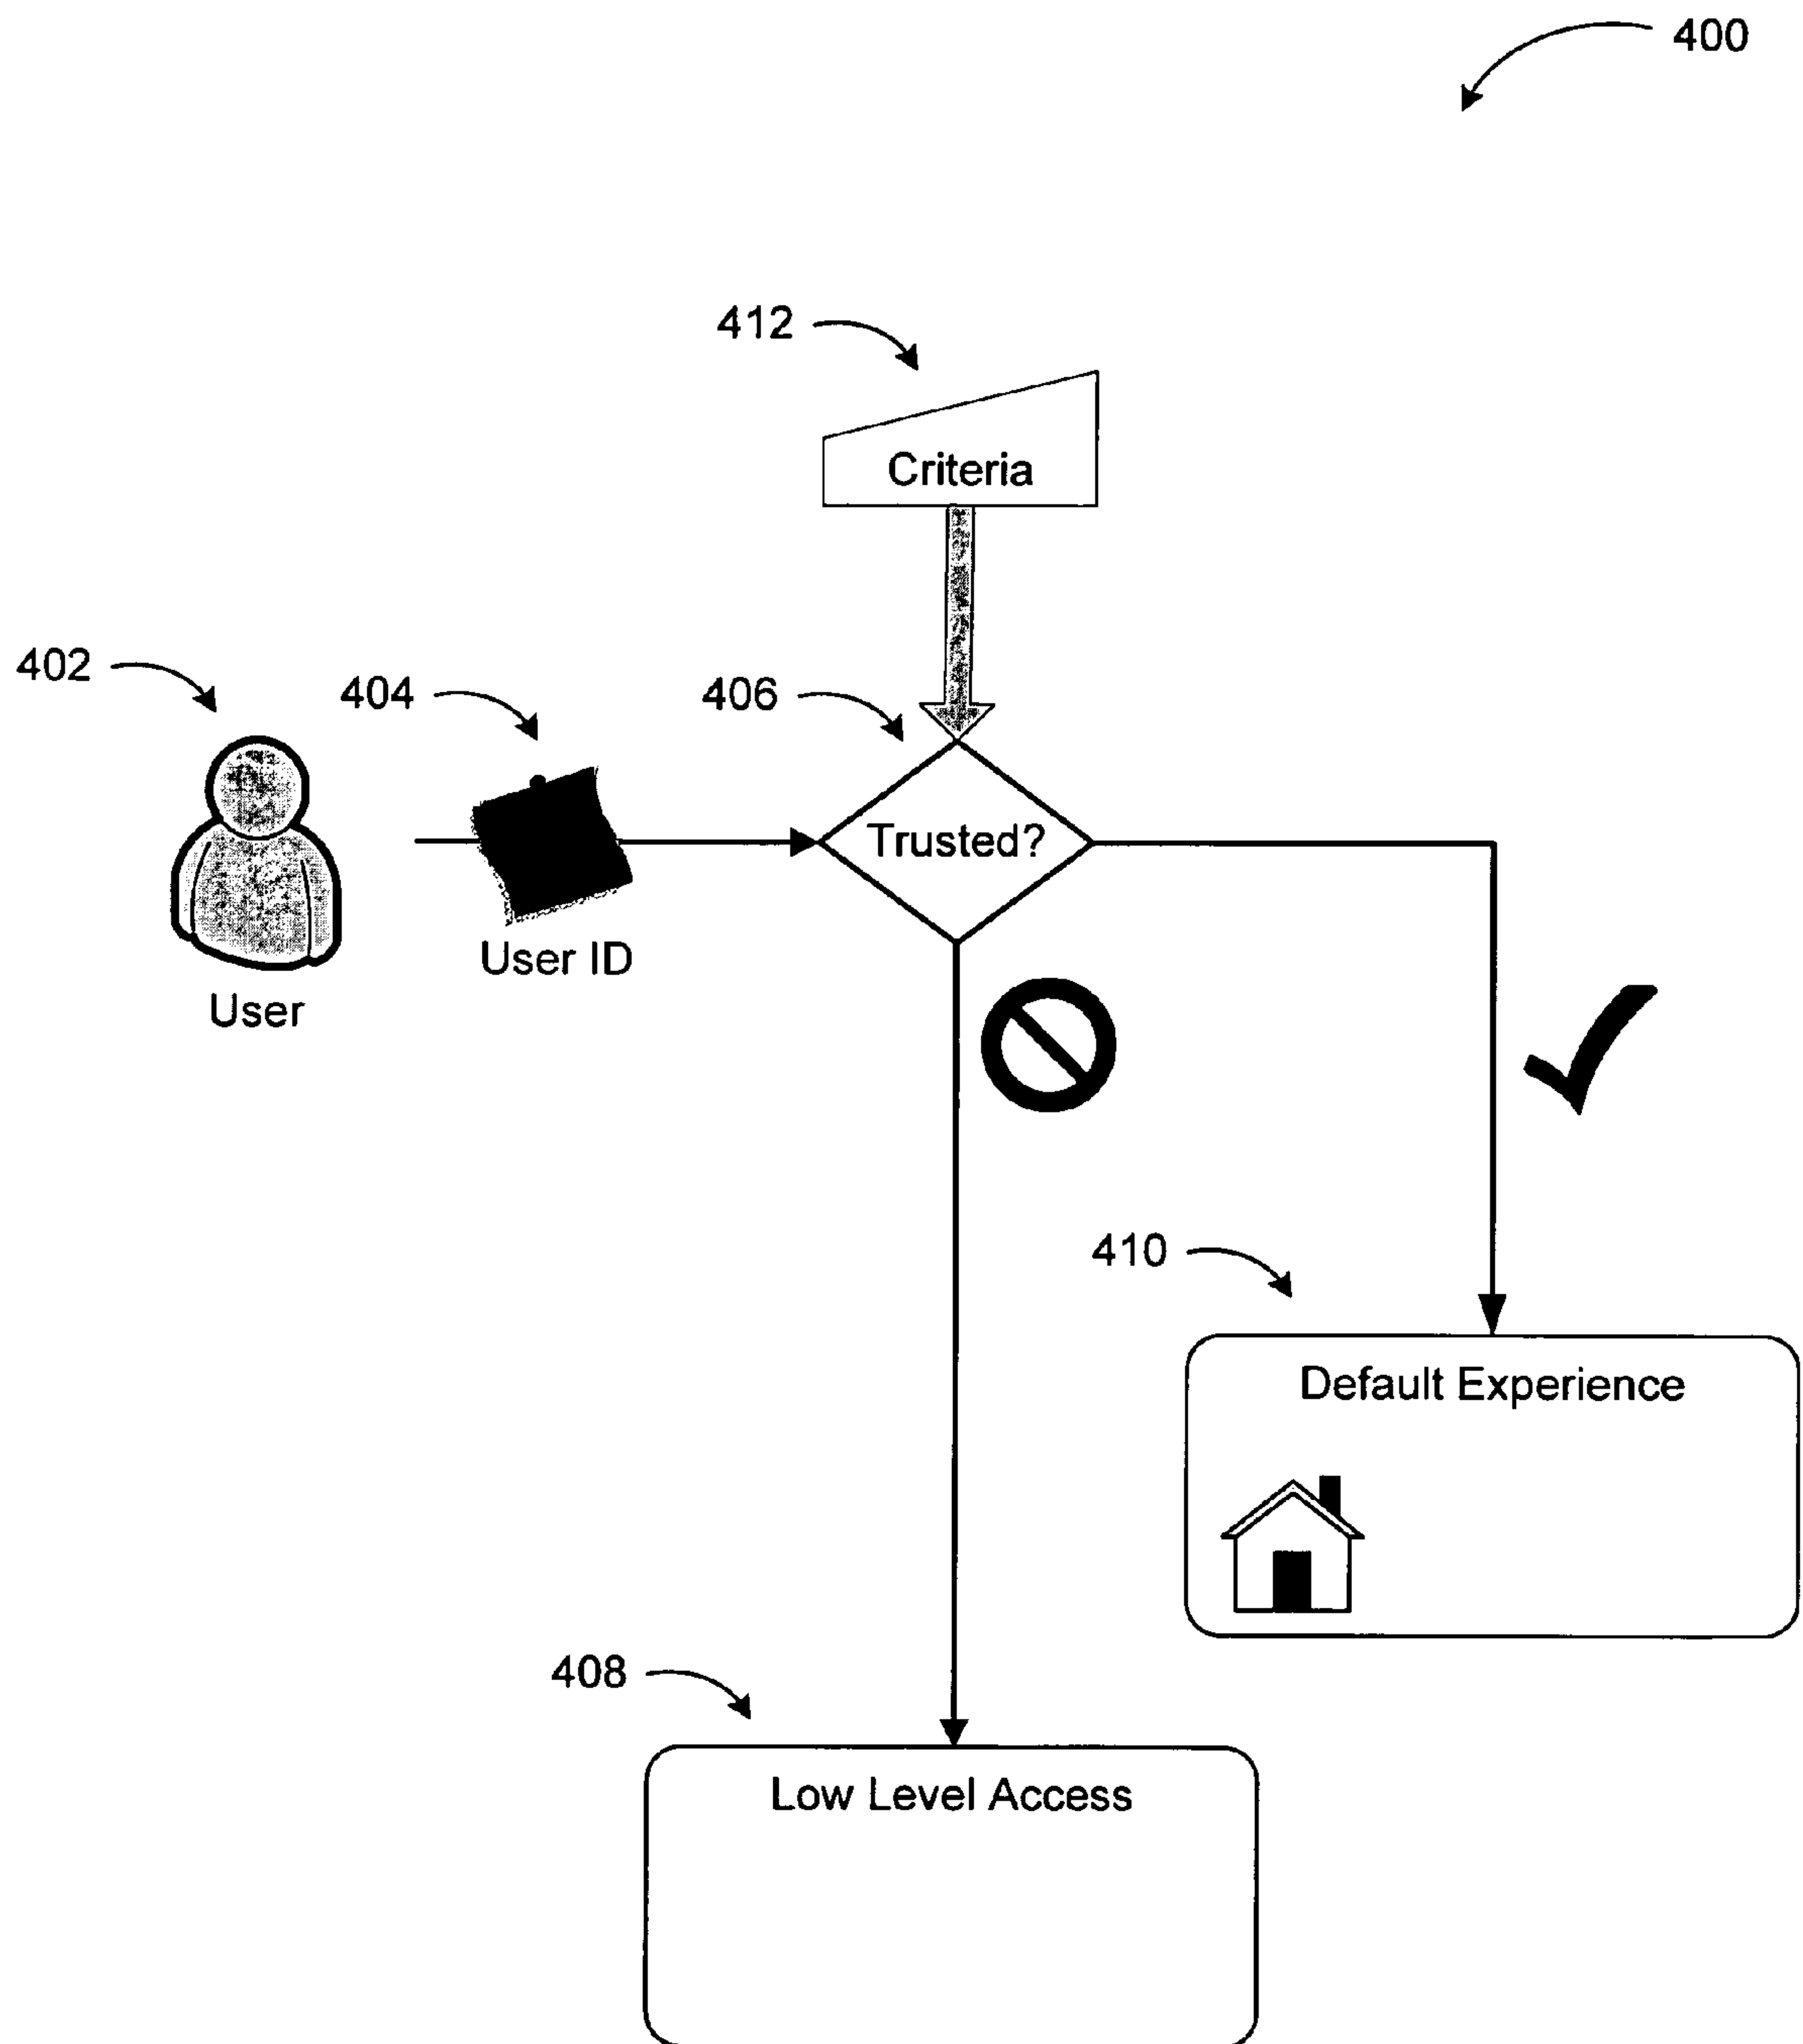 400
412
Criteria
402
404
406
Trusted?
User ID
User
410
Default Experience
408
Low Level Access